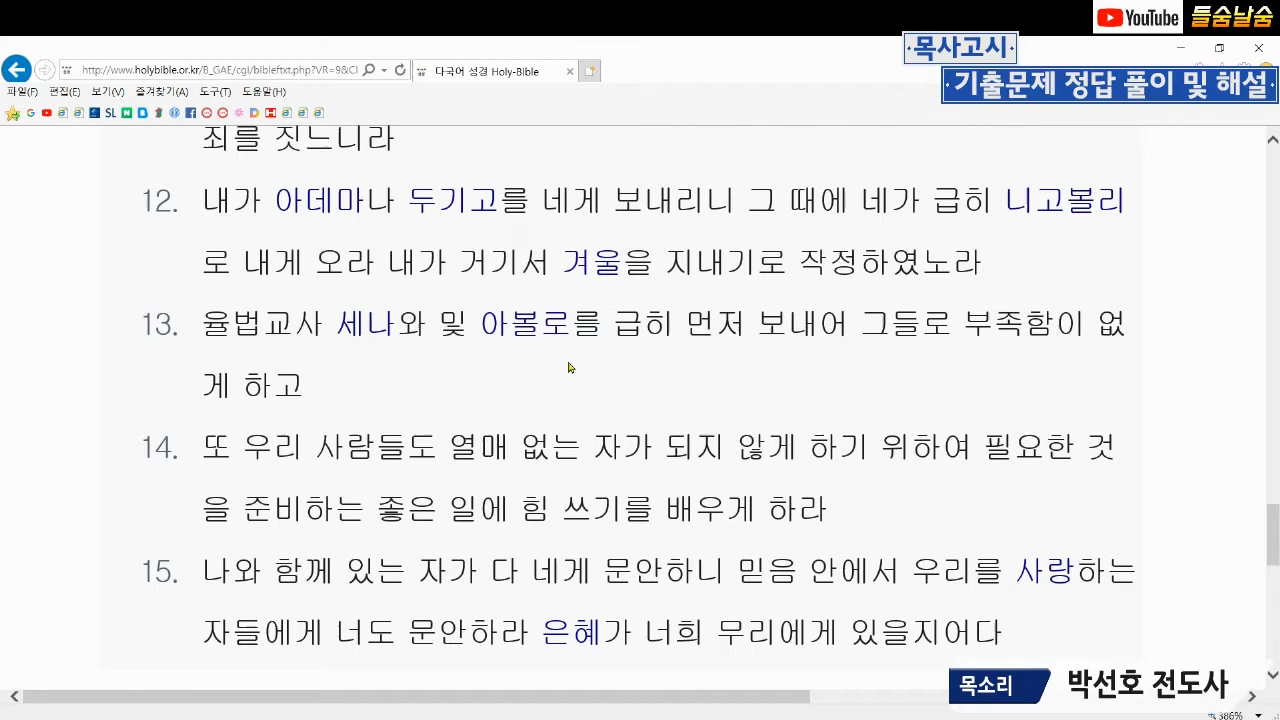 YouTube 들숨날숨
·목사고시·
기출문제 정답 풀이 및 해설
다국어 성경 Holy-Bible
파일(F) 편집(E) 보기(V) 즐겨찾기(A) 도구(T) 도움말(H)
죄를 짓느니라
12. 내가 아데마나 두기고를 네게 보내리니 그 때에 네가 급히 니고볼리
로 내게 오라 내가 거기서 겨울을 지내기로 작정하였노라
13. 율법교사 세나와 및 아볼로를 급히 먼저 보내어 그들로 부족함이 없
게 하고
14. 또 우리 사람들도 열매 없는 자가 되지 않게 하기 위하여 필요한 것
을 준비하는 좋은 일에 힘 쓰기를 배우게 하라
15. 나와 함께 있는 자가 다 네게 문안하니 믿음 안에서 우리를 사랑하는
자들에게 너도 문안하라 은혜가 너희 무리에게 있을지어다
목소리 박선호 전도사
386%